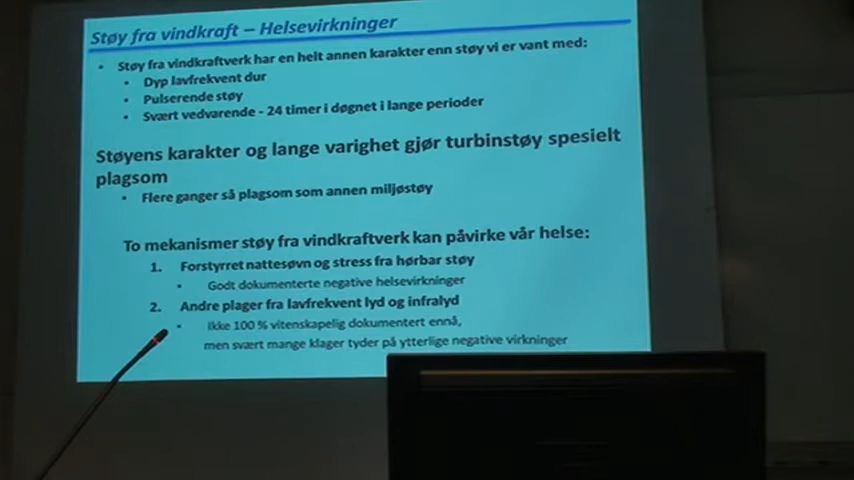 Støy fra vindkraft – Helsevirkninger
• Støy fra vindkraftverk har en helt annen karakter enn støy vi er vant med:
• Dyp lavfrekvent dur
• Pulserende støy
• Svært vedvarende - 24 timer i døgnet i lange perioder
Støyens karakter og lange varighet gjør turbinstøy spesielt
plagsom
• Flere ganger så plagsom som annen miljøstøy
To mekanismer støy fra vindkraftverk kan påvirke vår helse:
1. Forstyrret nattesøvn og stress fra hørbar støy
• Godt dokumenterte negative helsevirkninger
2. Andre plager fra lavfrekvent lyd og infralyd
• Ikke 100 % vitenskapelig dokumentert ennå,
men svært mange klager tyder på ytterlige negative virkninger